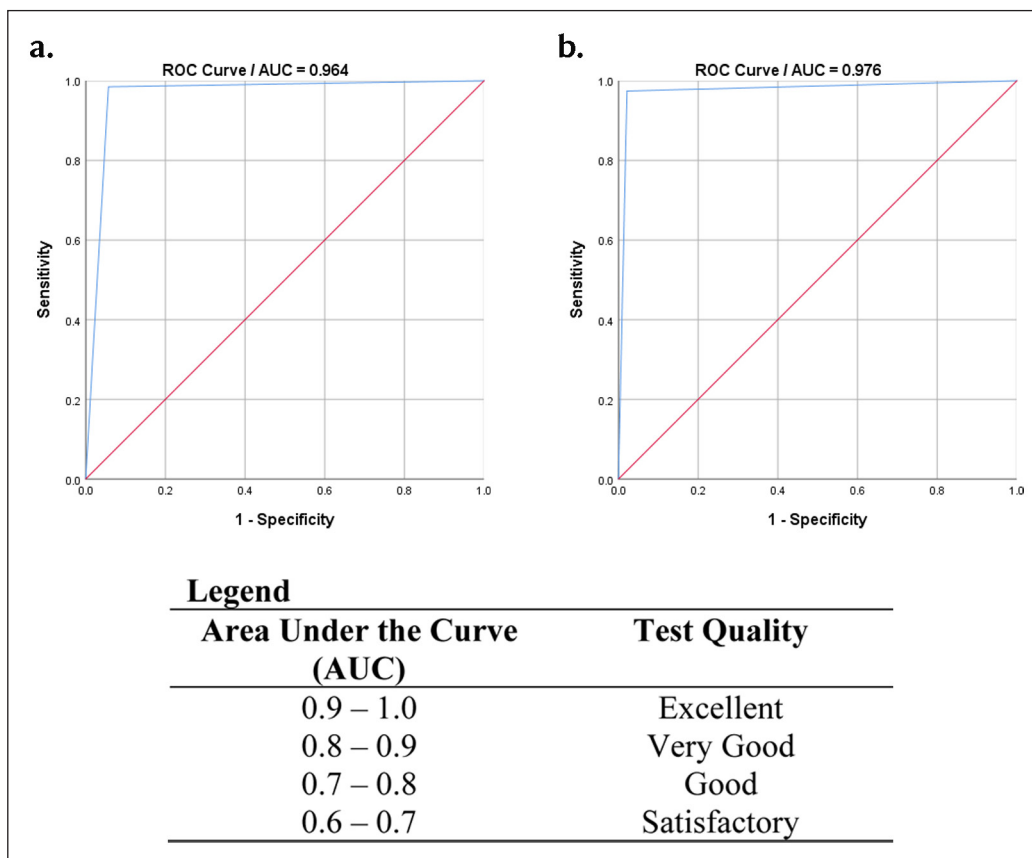 a.
ROC Curve / AUC = 0.964
1.0
0.8
0.6
0.4
0.2
0.0
Sensitivity
0.0 0.2 0.4 0.6 0.8 1.0
1 - Specificity
b.
ROC Curve / AUC = 0.976
1.0
0.8
0.6
0.4
0.2
0.0
Sensitivity
0.0 0.2 0.4 0.6 0.8 1.0
1 - Specificity
Legend
Area Under the Curve Test Quality
(AUC)
0.9 – 1.0 Excellent
0.8 – 0.9 Very Good
0.7 – 0.8 Good
0.6 – 0.7 Satisfactory